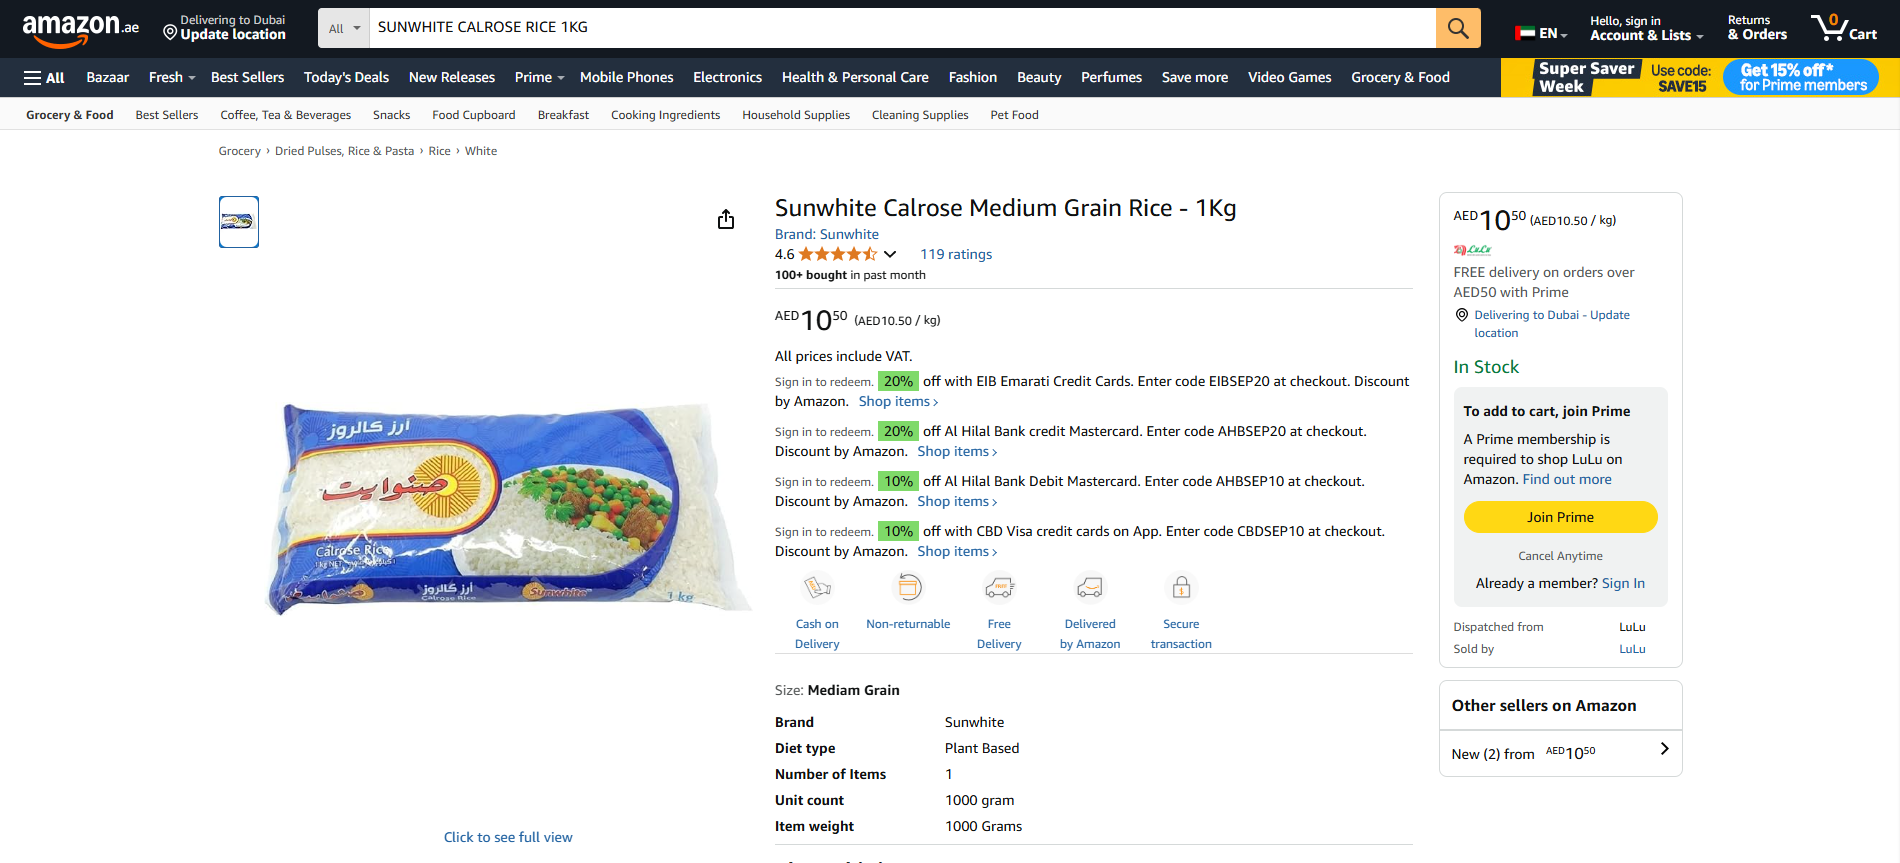 amazon.ae
Delivering to Dubai
Update location
All
SUNWHITE CALROSE RICE 1KG
EN
Hello, sign in
Account & Lists
Returns
& Orders
0
Cart
All
Bazaar
Fresh
Best Sellers
Today's Deals
New Releases
Prime
Mobile Phones
Electronics
Health & Personal Care
Fashion
Beauty
Perfumes
Save more
Video Games
Grocery & Food
Super Saver
Week
Use code:
SAVE15
Get 15% off*
for Prime members
Grocery & Food
Best Sellers
Coffee, Tea & Beverages
Snacks
Food Cupboard
Breakfast
Cooking Ingredients
Household Supplies
Cleaning Supplies
Pet Food
Grocery › Dried Pulses, Rice & Pasta › Rice › White
أرز كالروز
صنوايت
Calrose Rice
أرز كالروز
Calrose Rice
Sunwhite
1 kg
Click to see full view
Sunwhite Calrose Medium Grain Rice - 1Kg
Brand: Sunwhite
4.6
119 ratings
100+ bought in past month
AED10 50 (AED10.50 / kg)
All prices include VAT.
Sign in to redeem. 20% off with EIB Emarati Credit Cards. Enter code EIBSEP20 at checkout. Discount
by Amazon. Shop items ›
Sign in to redeem. 20% off Al Hilal Bank credit Mastercard. Enter code AHBSEP20 at checkout.
Discount by Amazon. Shop items ›
Sign in to redeem. 10% off Al Hilal Bank Debit Mastercard. Enter code AHBSEP10 at checkout.
Discount by Amazon. Shop items ›
Sign in to redeem. 10% off with CBD Visa credit cards on App. Enter code CBDSEP10 at checkout.
Discount by Amazon. Shop items ›
Cash on
Delivery
Non-returnable
Free
Delivery
Delivered
by Amazon
Secure
transaction
Size: Mediam Grain
Brand Sunwhite
Diet type Plant Based
Number of Items 1
Unit count 1000 gram
Item weight 1000 Grams
AED10 50 (AED10.50 / kg)
LuLu
FREE delivery on orders over
AED50 with Prime
Delivering to Dubai - Update
location
In Stock
To add to cart, join Prime
A Prime membership is
required to shop LuLu on
Amazon. Find out more
Join Prime
Cancel Anytime
Already a member? Sign In
Dispatched from LuLu
Sold by LuLu
Other sellers on Amazon
New (2) from AED10 50